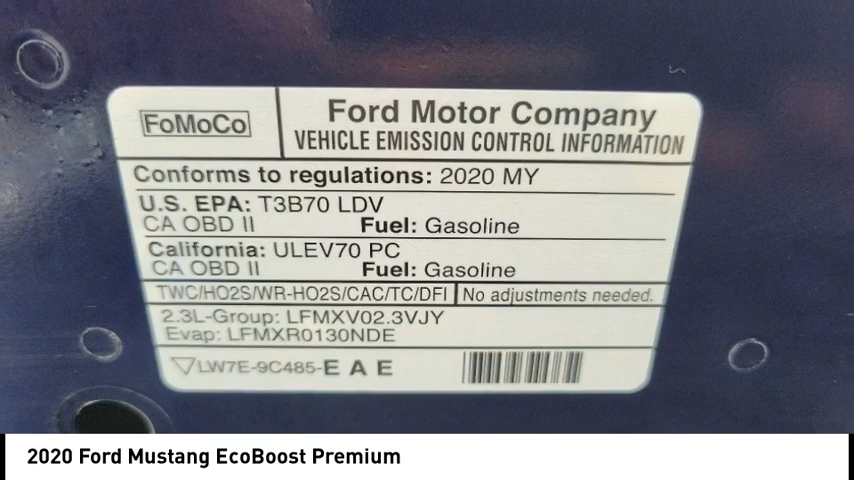 FoMoCo
Ford Motor Company
VEHICLE EMISSION CONTROL INFORMATION
Conforms to regulations: 2020 MY
U.S. EPA: T3B70 LDV
CA OBD II Fuel: Gasoline
California: ULEV70 PC
CA OBD II Fuel: Gasoline
TWC/HO2S/WR-HO2S/CAC/TC/DFI No adjustments needed.
2.3L-Group: LFMXV02.3VJY
Evap: LFMXR0130NDE
LW7E-9C485-E A E
2020 Ford Mustang EcoBoost Premium